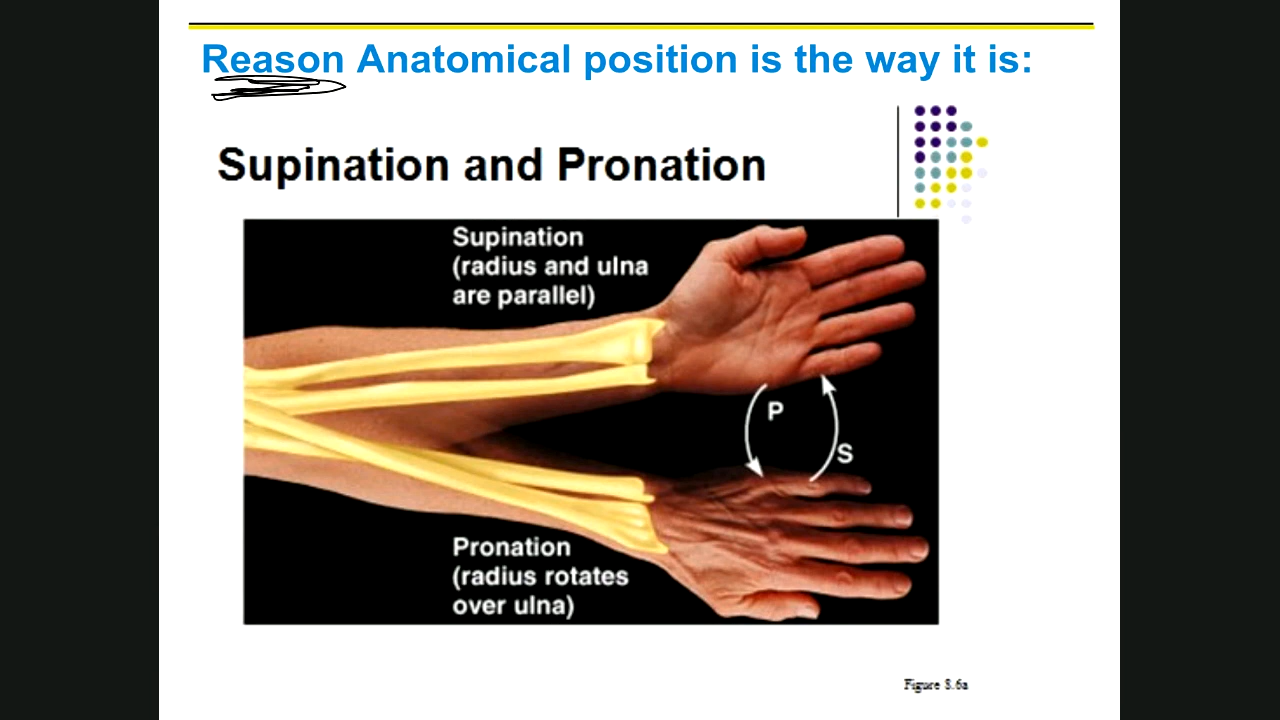 Reason Anatomical position is the way it is:
Supination and Pronation
Supination
(radius and ulna
are parallel)
P
S
Pronation
(radius rotates
over ulna)
Figure 8.6a